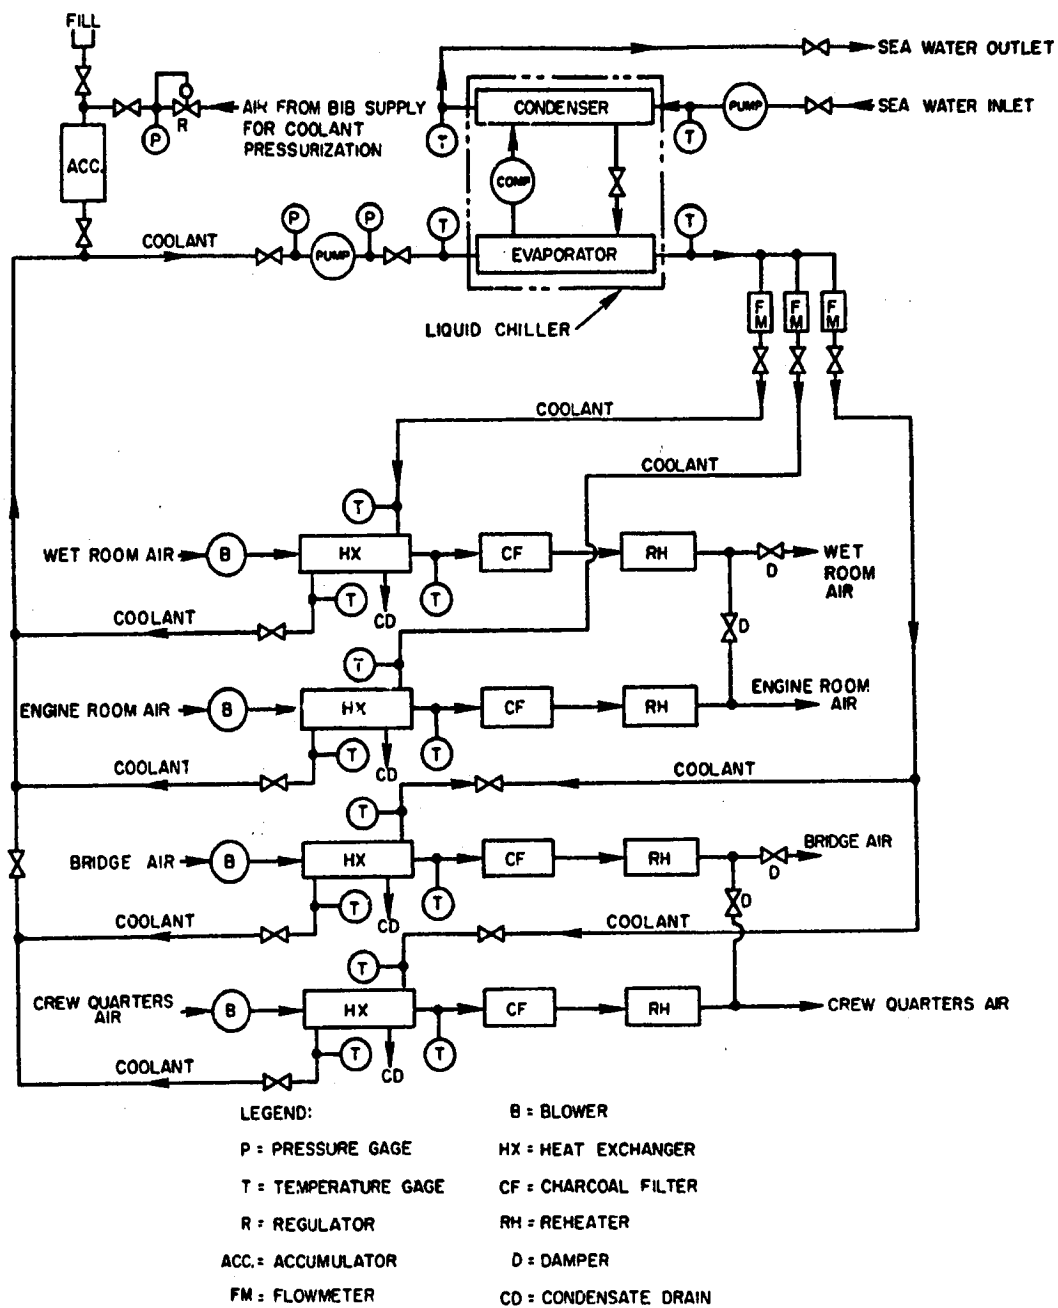 FILL
SEA WATER OUTLET
CONDENSER
PUMP
SEA WATER INLET
AIR FROM BIB SUPPLY
FOR COOLANT
PRESSURIZATION
R
P
T
T
ACC.
COMP
COOLANT
P
PUMP
P
T
EVAPORATOR
T
LIQUID CHILLER
FM
FM
FM
COOLANT
COOLANT
T
WET ROOM AIR
B
HX
CF
RH
D
WET
ROOM
AIR
T
CD
T
COOLANT
D
T
ENGINE ROOM AIR
B
HX
CF
RH
ENGINE ROOM
AIR
T
CD
T
COOLANT
COOLANT
T
BRIDGE AIR
B
HX
CF
RH
D
BRIDGE AIR
T
CD
T
D
COOLANT
COOLANT
T
CREW QUARTERS
AIR
B
HX
CF
RH
CREW QUARTERS AIR
T
CD
T
COOLANT
LEGEND:
P = PRESSURE GAGE
T = TEMPERATURE GAGE
R = REGULATOR
ACC. = ACCUMULATOR
FM = FLOWMETER
B = BLOWER
HX = HEAT EXCHANGER
CF = CHARCOAL FILTER
RH = REHEATER
D = DAMPER
CD = CONDENSATE DRAIN